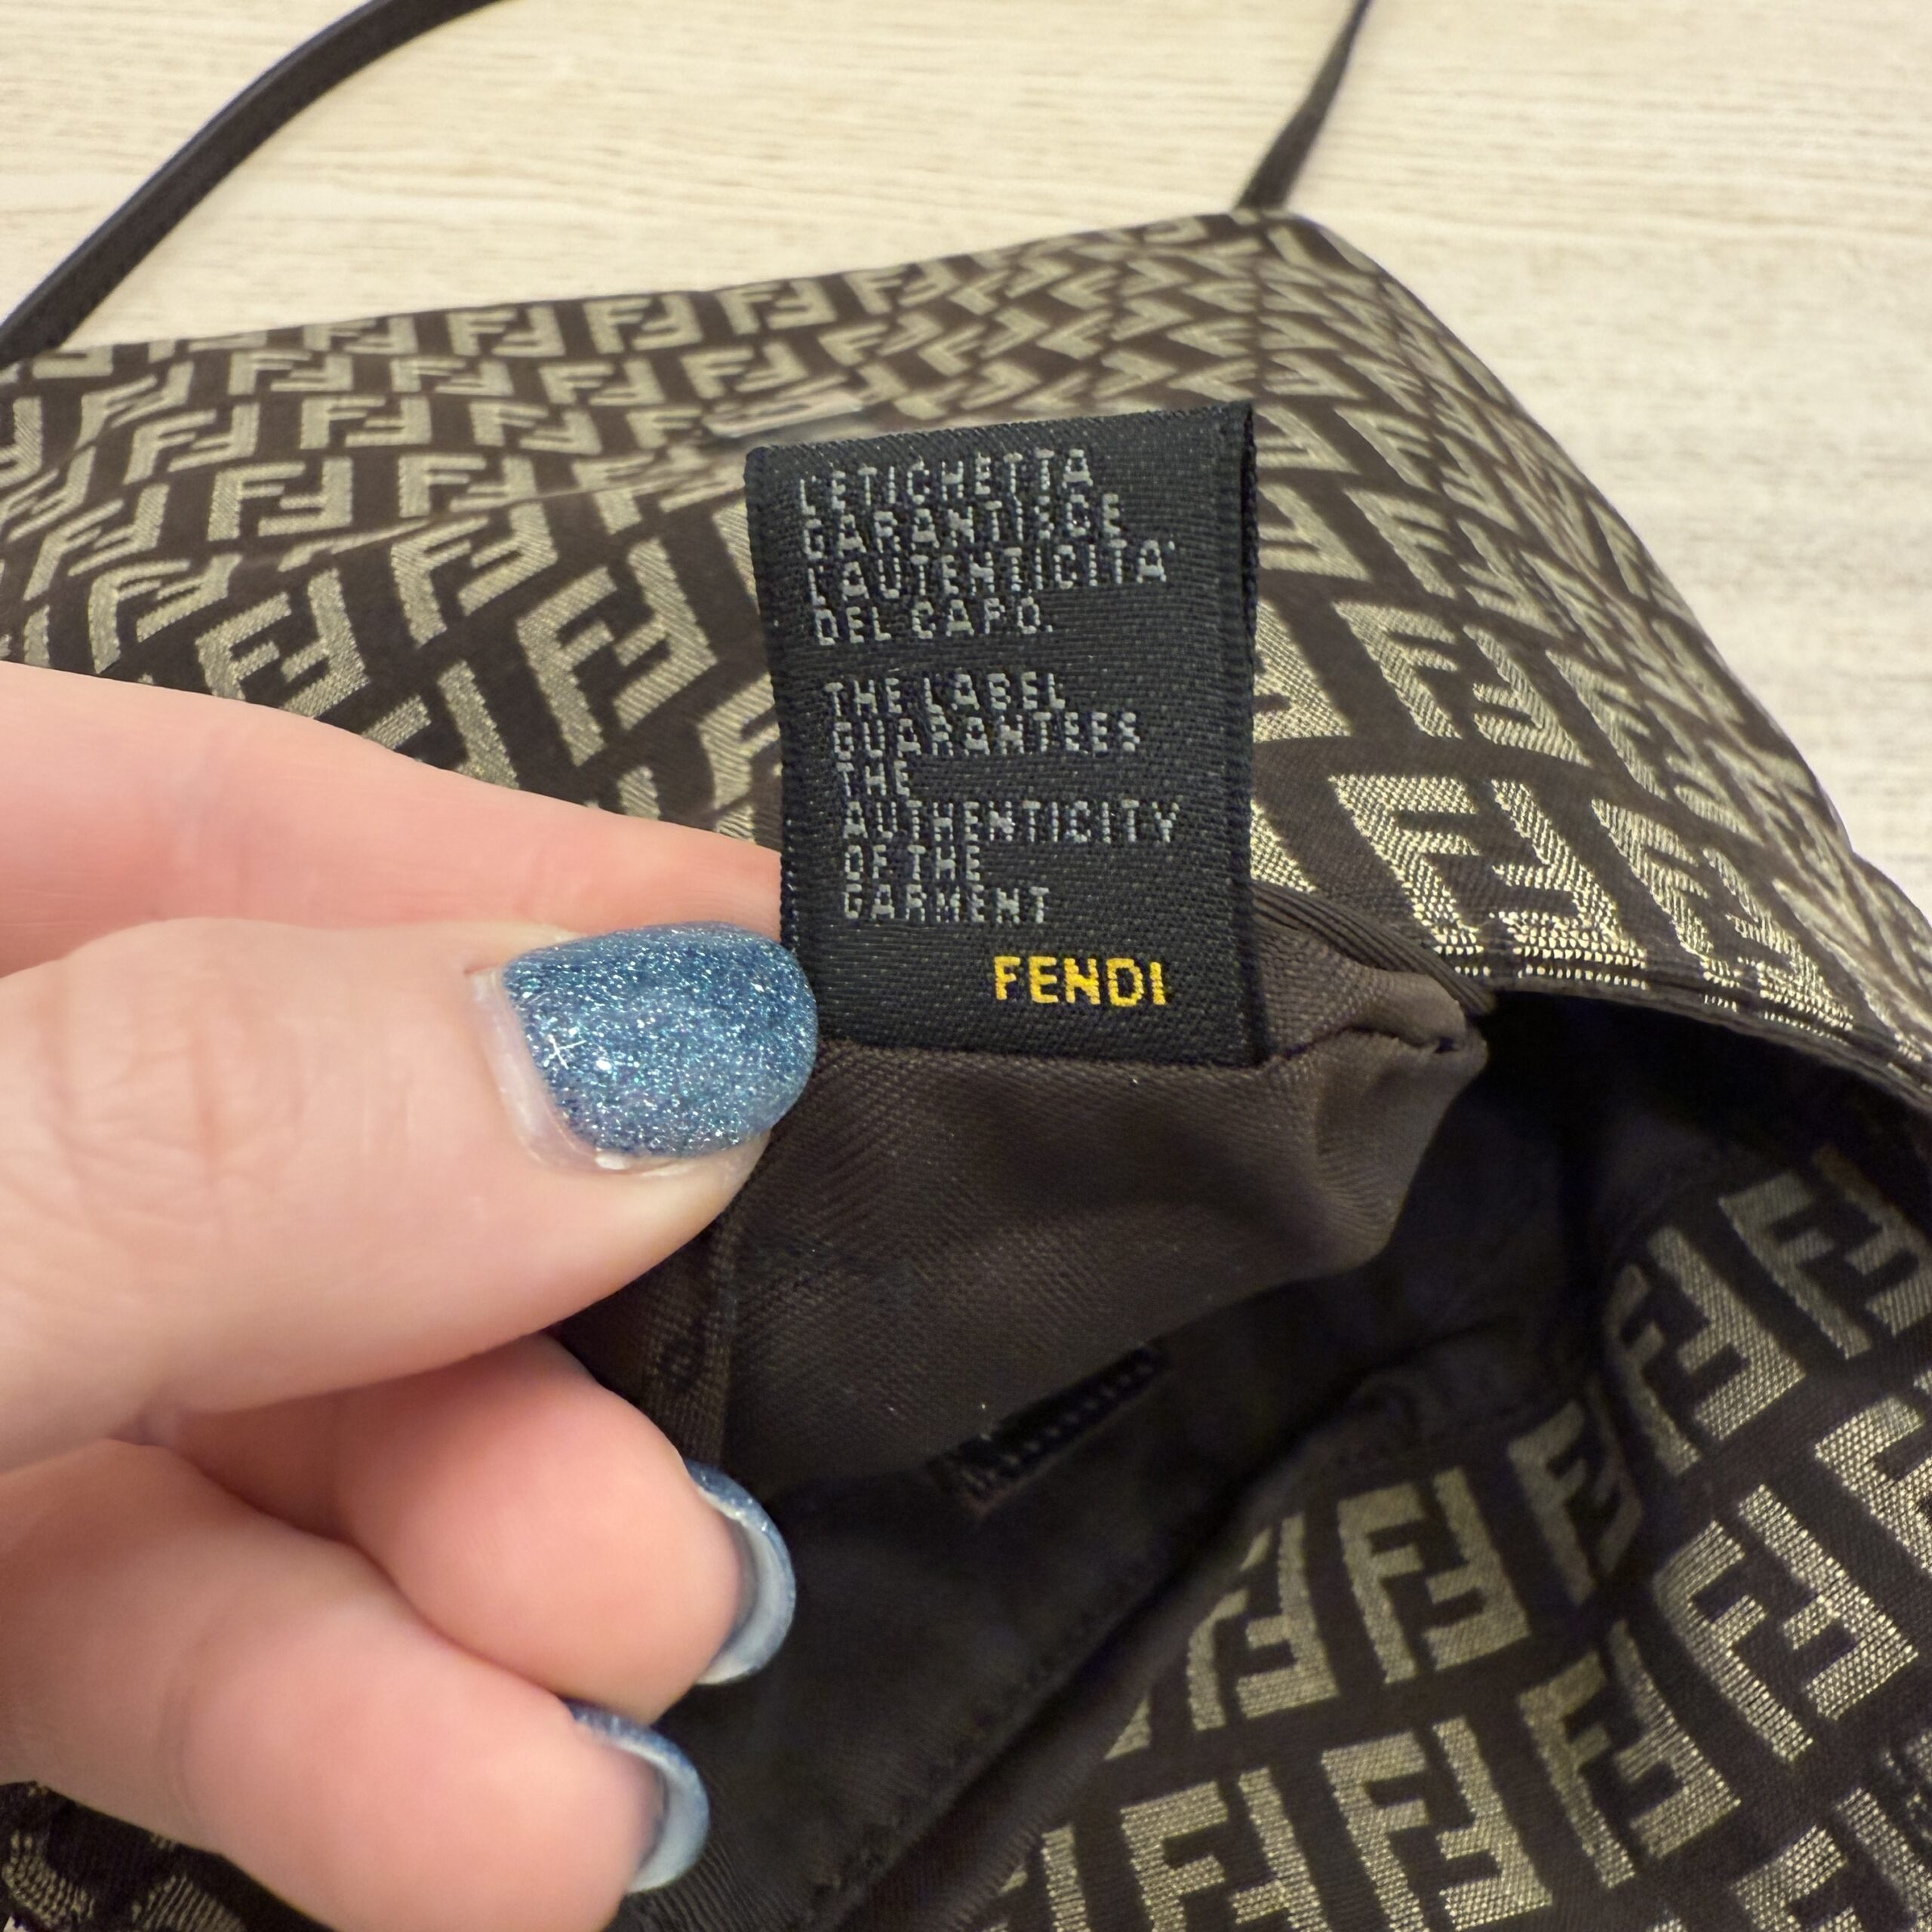 L'ETICHETTA
GARANTISCE
L'AUTENTICITA'
DEL CAPO.
THE LABEL
GUARANTEES
THE
AUTHENTICITY
OF THE
GARMENT
FENDI